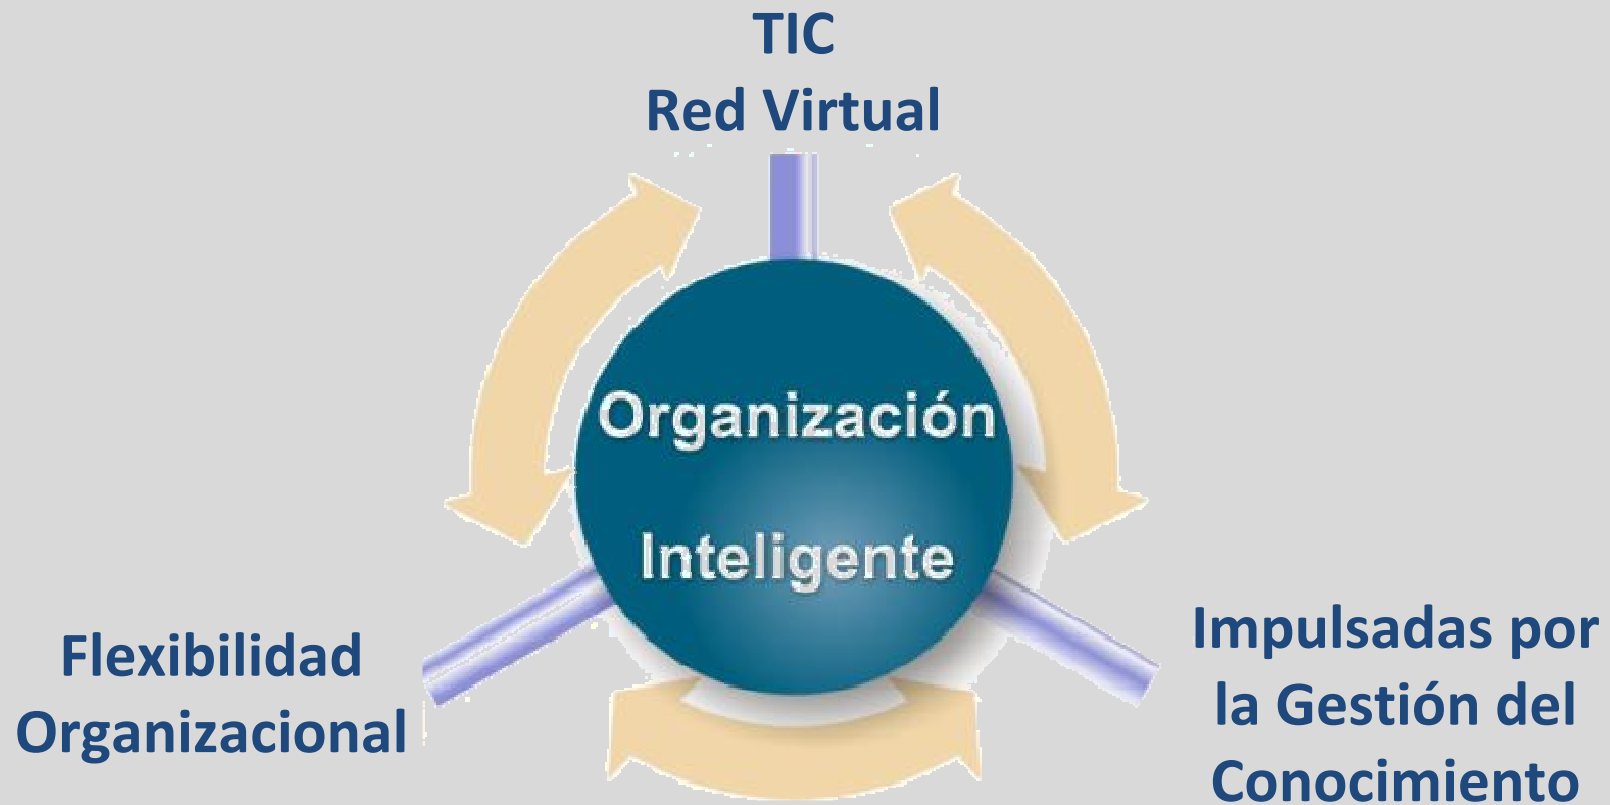 TIC
Red Virtual
Organización
Inteligente
Flexibilidad
Organizacional
Impulsadas por
la Gestión del
Conocimiento